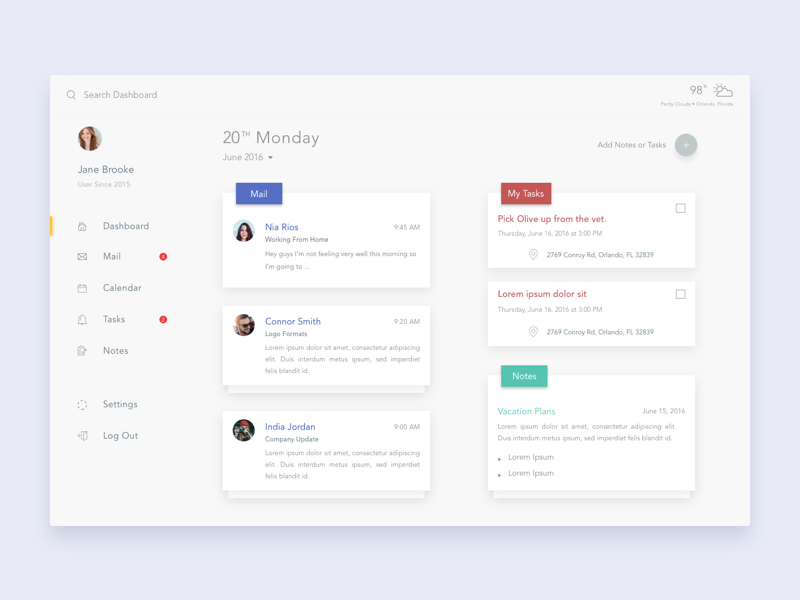 Search Dashboard
98°
Partly Cloudy • Orlando, Florida
Jane Brooke
User Since 2015
Dashboard
Mail
4
Calendar
Tasks
2
Notes
Settings
Log Out
20TH Monday
June 2016
Add Notes or Tasks
+
Mail
Nia Rios
9:45 AM
Working From Home
Hey guys I'm not feeling very well this morning so
I'm going to ...
Connor Smith
9:20 AM
Logo Formats
Lorem ipsum dolor sit amet, consectetur adipiscing
elit. Duis interdum metus ipsum, sed imperdiet
felis blandit id.
India Jordan
9:00 AM
Company Update
Lorem ipsum dolor sit amet, consectetur adipiscing
elit. Duis interdum metus ipsum, sed imperdiet
felis blandit id.
My Tasks
Pick Olive up from the vet.
Thursday, June 16, 2016 at 3:00 PM
2769 Conroy Rd, Orlando, FL 32839
Lorem ipsum dolor sit
Thursday, June 16, 2016 at 3:00 PM
2769 Conroy Rd, Orlando, FL 32839
Notes
Vacation Plans
June 15, 2016
Lorem ipsum dolor sit amet, consectetur adipiscing elit.
Duis interdum metus ipsum, sed imperdiet felis blandit id.
• Lorem Ipsum
• Lorem Ipsum